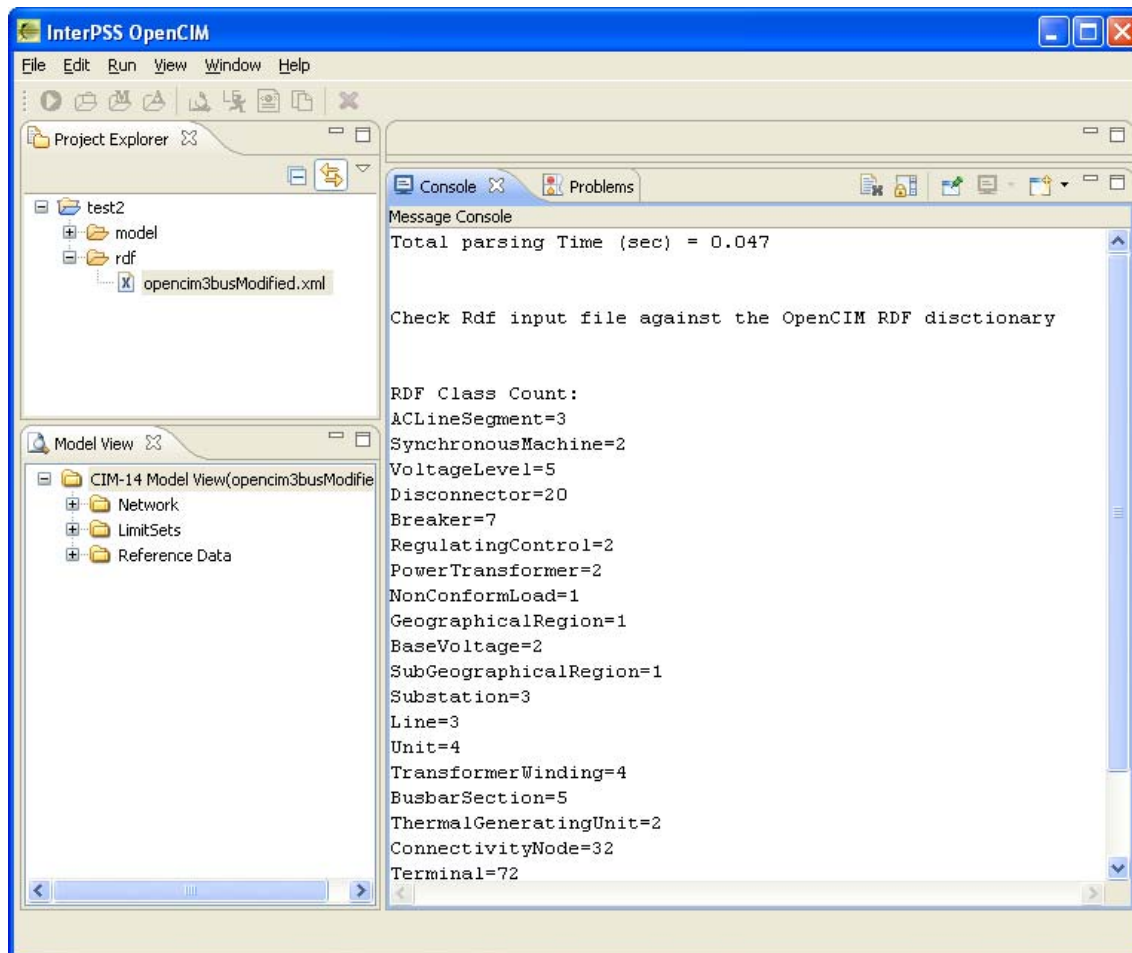 InterPSS OpenCIM
File Edit Run View Window Help
Project Explorer
test2
model
rdf
opencim3busModified.xml
Model View
CIM-14 Model View(opencim3busModifie
Network
LimitSets
Reference Data
Console Problems
Message Console
Total parsing Time (sec) = 0.047
Check Rdf input file against the OpenCIM RDF disctionary
RDF Class Count:
ACLineSegment=3
SynchronousMachine=2
VoltageLevel=5
Disconnector=20
Breaker=7
RegulatingControl=2
PowerTransformer=2
NonConformLoad=1
GeographicalRegion=1
BaseVoltage=2
SubGeographicalRegion=1
Substation=3
Line=3
Unit=4
TransformerWinding=4
BusbarSection=5
ThermalGeneratingUnit=2
ConnectivityNode=32
Terminal=72